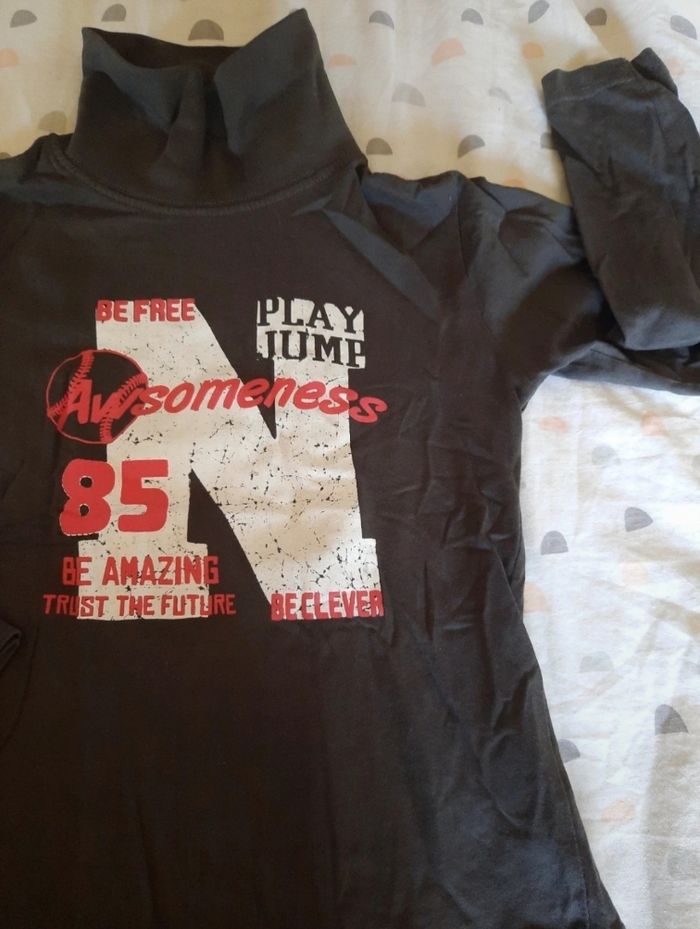 BE FREE
PLAY
JUMP
Awsomeness
85
BE AMAZING
TRUST THE FUTURE
BE CLEVER
N